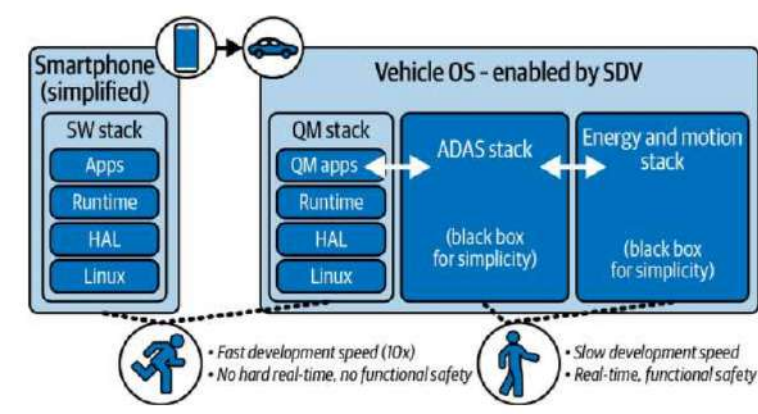 Smartphone
(simplified)
SW stack
Apps
Runtime
HAL
Linux
Vehicle OS – enabled by SDV
QM stack
QM apps
Runtime
HAL
Linux
ADAS stack
(black box
for simplicity)
Energy and motion
stack
(black box
for simplicity)
• Fast development speed (10x)
• No hard real-time, no functional safety
• Slow development speed
• Real-time, functional safety